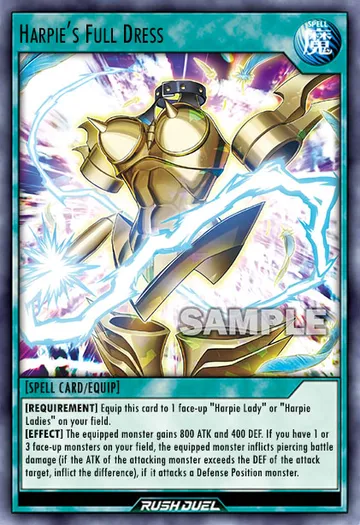 HARPIE'S FULL DRESS
SPELL
魔
SAMPLE
[SPELL CARD/EQUIP]
[REQUIREMENT] Equip this card to 1 face-up "Harpie Lady" or "Harpie
Ladies" on your field.
[EFFECT] The equipped monster gains 800 ATK and 400 DEF. If you have 1 or
3 face-up monsters on your field, the equipped monster inflicts piercing battle
damage (if the ATK of the attacking monster exceeds the DEF of the attack
target, inflict the difference), if it attacks a Defense Position monster.
RUSH DUEL